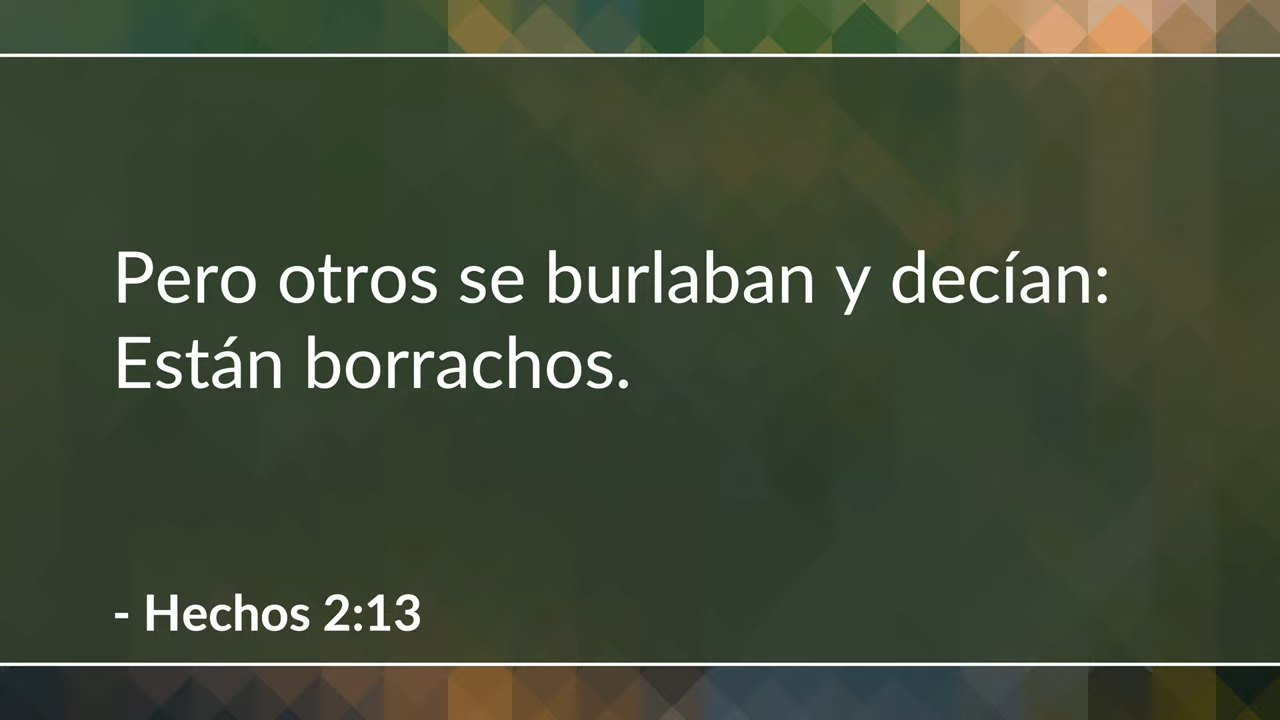 Pero otros se burlaban y decían:
Están borrachos.
- Hechos 2:13